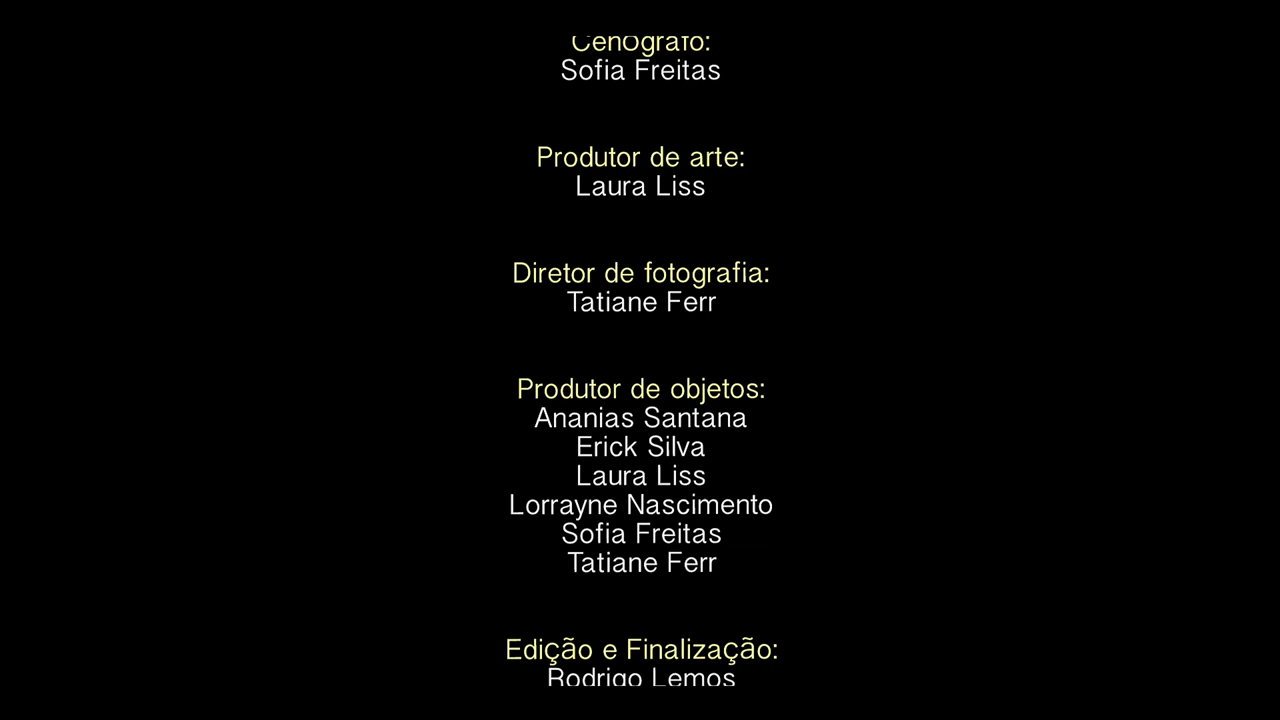 Cenógrafo:
Sofia Freitas
Produtor de arte:
Laura Liss
Diretor de fotografia:
Tatiane Ferr
Produtor de objetos:
Ananias Santana
Erick Silva
Laura Liss
Lorrayne Nascimento
Sofia Freitas
Tatiane Ferr
Edição e Finalização:
Rodrigo Lemos